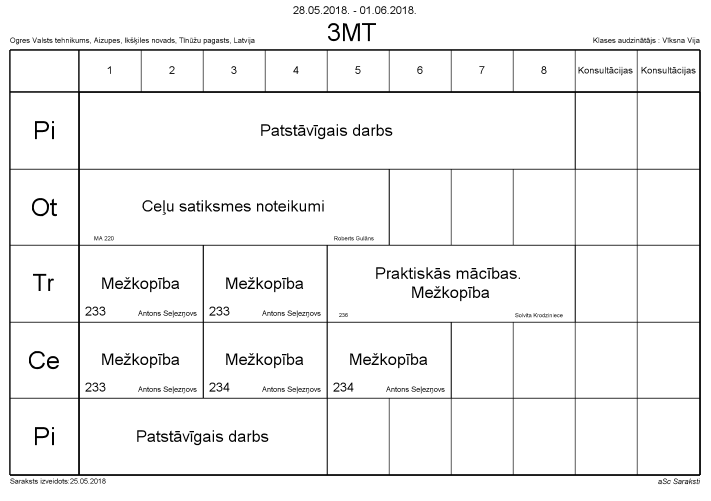 28.05.2018. - 01.06.2018.
3MT
Ogres Valsts tehnikums, Aizupes, Ikšķiles novads, Tīnūžu pagasts, Latvija
Klases audzinātājs : Vīksna Vija
1 2 3 4 5 6 7 8 Konsultācijas Konsultācijas
Pi
Patstāvīgais darbs
Ot
Ceļu satiksmes noteikumi
MA 220 Roberts Gulāns
Tr
Mežkopība
233 Antons Seļezņovs
Mežkopība
233 Antons Seļezņovs
Praktiskās mācības.
Mežkopība
236 Solvita Krodziniece
Ce
Mežkopība
233 Antons Seļezņovs
Mežkopība
234 Antons Seļezņovs
Mežkopība
234 Antons Seļezņovs
Pi
Patstāvīgais darbs
Saraksts izveidots:25.05.2018
aSc Saraksti